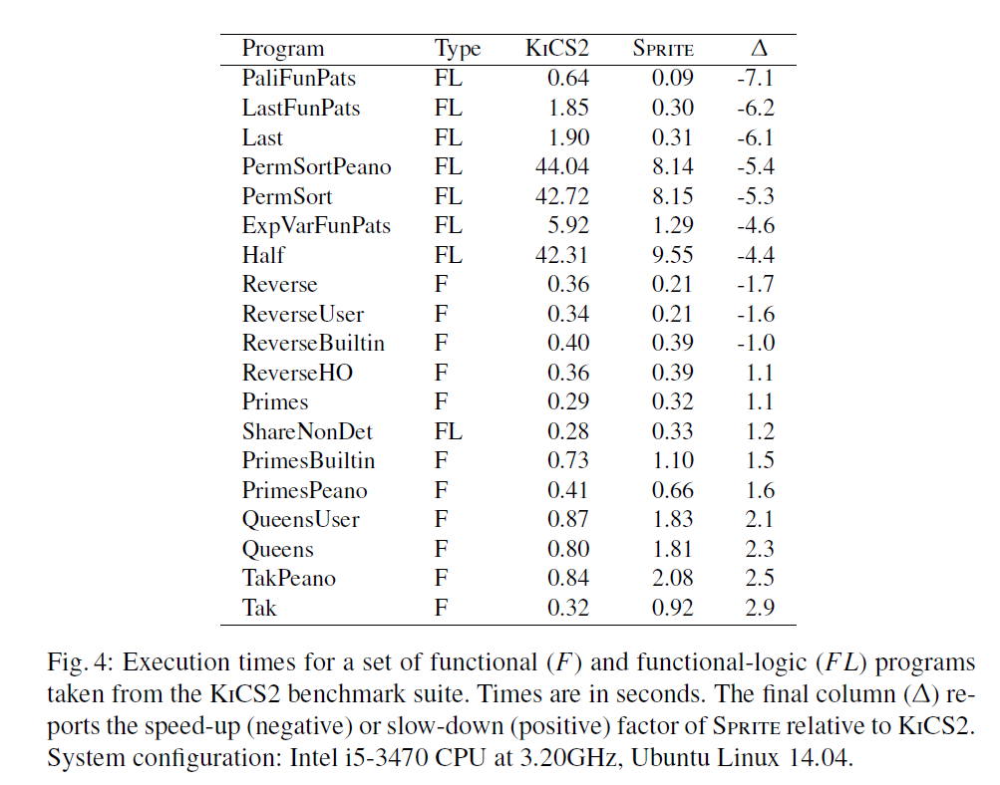 Program Type KiCS2 Sprite Δ
PaliFunPats FL 0.64 0.09 -7.1
LastFunPats FL 1.85 0.30 -6.2
Last FL 1.90 0.31 -6.1
PermSortPeano FL 44.04 8.14 -5.4
PermSort FL 42.72 8.15 -5.3
ExpVarFunPats FL 5.92 1.29 -4.6
Half FL 42.31 9.55 -4.4
Reverse F 0.36 0.21 -1.7
ReverseUser F 0.34 0.21 -1.6
ReverseBuiltin F 0.40 0.39 -1.0
ReverseHO F 0.36 0.39 1.1
Primes F 0.29 0.32 1.1
ShareNonDet FL 0.28 0.33 1.2
PrimesBuiltin F 0.73 1.10 1.5
PrimesPeano F 0.41 0.66 1.6
QueensUser F 0.87 1.83 2.1
Queens F 0.80 1.81 2.3
TakPeano F 0.84 2.08 2.5
Tak F 0.32 0.92 2.9
Fig. 4: Execution times for a set of functional (F) and functional-logic (FL) programs
taken from the KiCS2 benchmark suite. Times are in seconds. The final column (Δ) re-
ports the speed-up (negative) or slow-down (positive) factor of Sprite relative to KiCS2.
System configuration: Intel i5-3470 CPU at 3.20GHz, Ubuntu Linux 14.04.